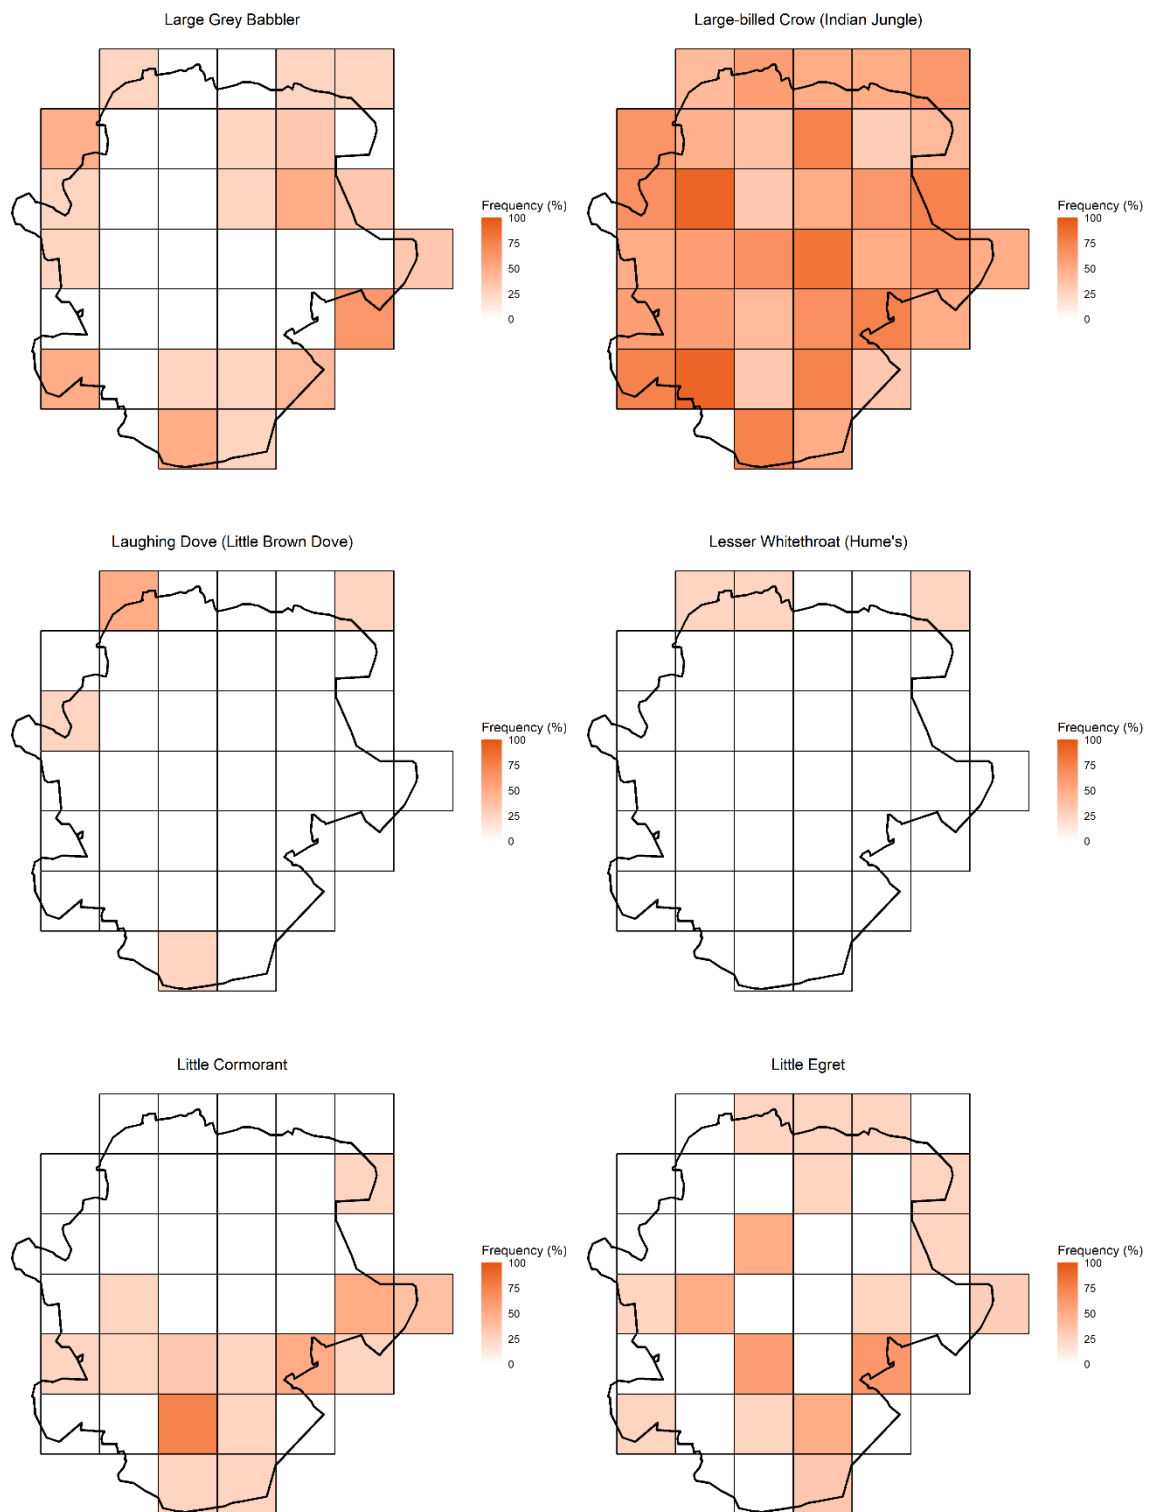 Large Grey Babbler
Large-billed Crow (Indian Jungle)
Frequency (%)
100
75
50
25
0
Frequency (%)
100
75
50
25
0
Laughing Dove (Little Brown Dove)
Lesser Whitethroat (Hume's)
Frequency (%)
100
75
50
25
0
Frequency (%)
100
75
50
25
0
Little Cormorant
Little Egret
Frequency (%)
100
75
50
25
0
Frequency (%)
100
75
50
25
0